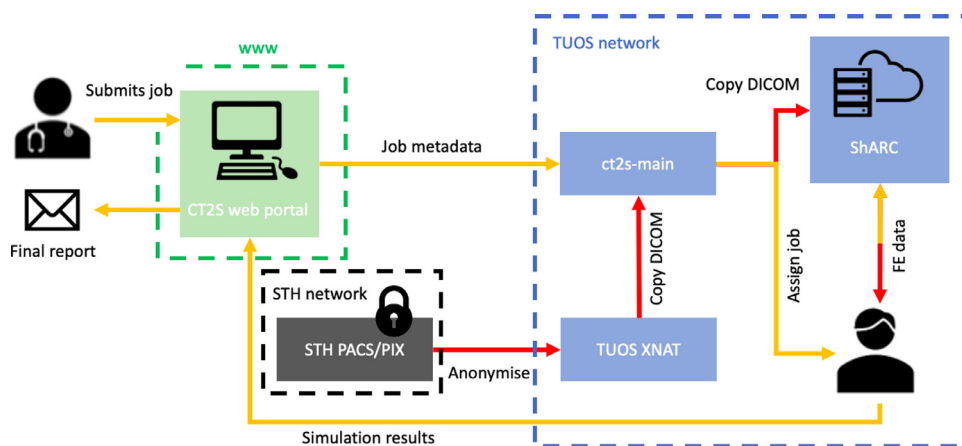 www
TUOS network
Submits job
Copy DICOM
Job metadata
ct2s-main
ShARC
CT2S web portal
Final report
Copy DICOM
Assign job
FE data
STH network
STH PACS/PIX
Anonymise
TUOS XNAT
Simulation results